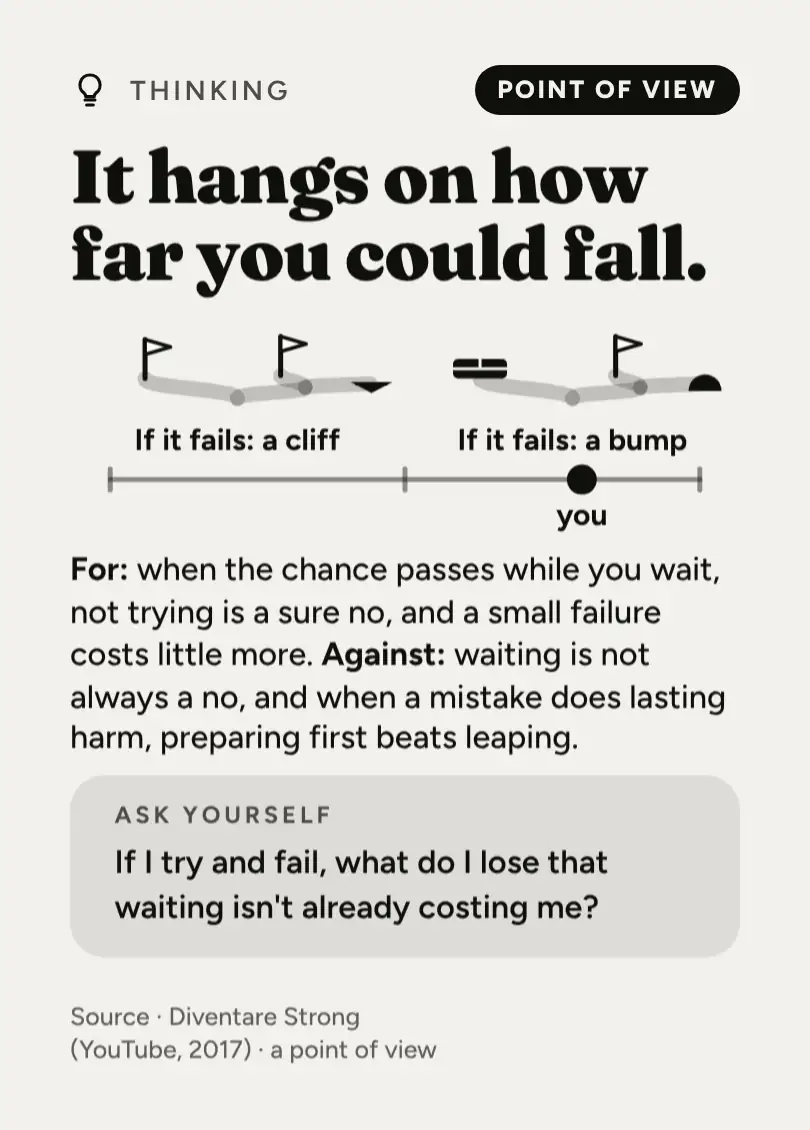 THINKING
POINT OF VIEW
It hangs on how
far you could fall.
If it fails: a cliff
If it fails: a bump
you
For: when the chance passes while you wait,
not trying is a sure no, and a small failure
costs little more. Against: waiting is not
always a no, and when a mistake does lasting
harm, preparing first beats leaping.
ASK YOURSELF
If I try and fail, what do I lose that
waiting isn't already costing me?
Source · Diventare Strong
(YouTube, 2017) · a point of view